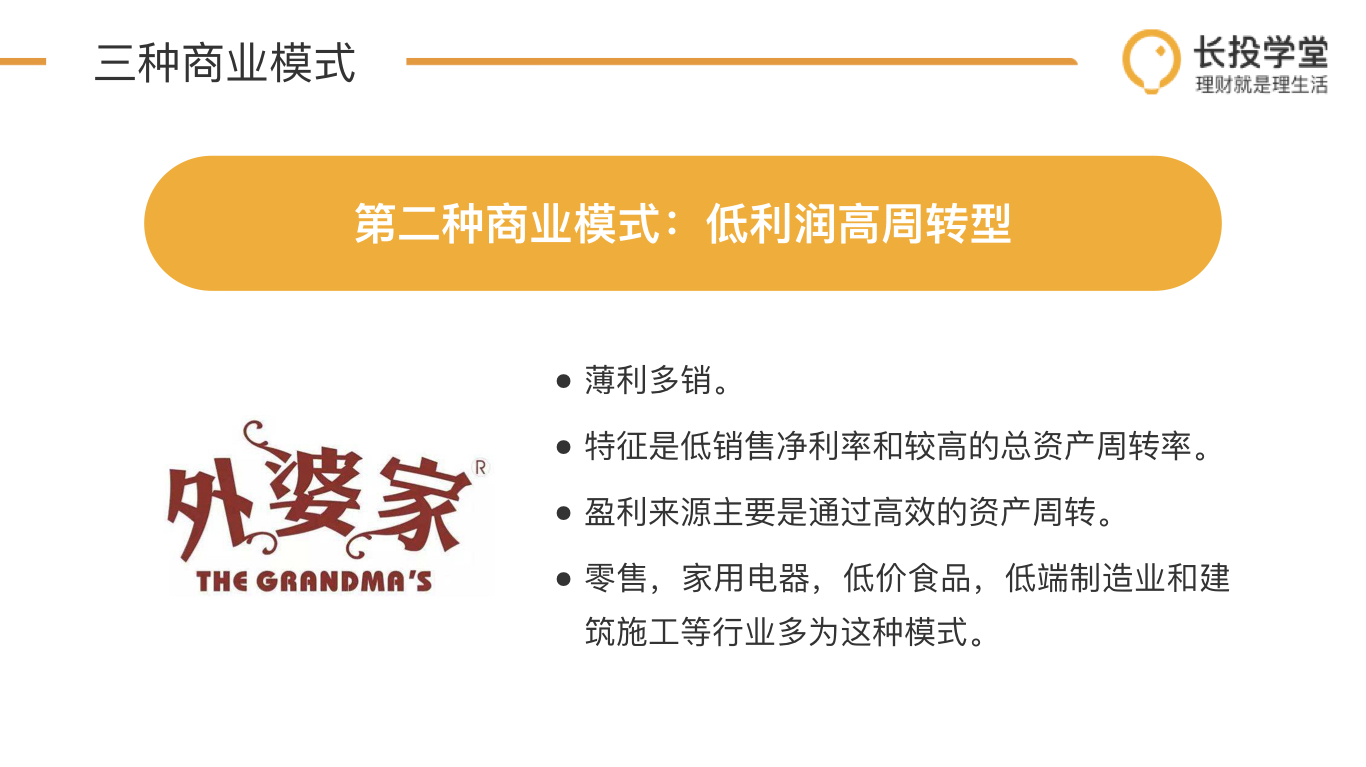 三种商业模式
长投学堂
理财就是理生活
第二种商业模式：低利润高周转型
● 薄利多销。
● 特征是低销售净利率和较高的总资产周转率。
● 盈利来源主要是通过高效的资产周转。
● 零售，家用电器，低价食品，低端制造业和建
筑施工等行业多为这种模式。
外婆家®
THE GRANDMA'S